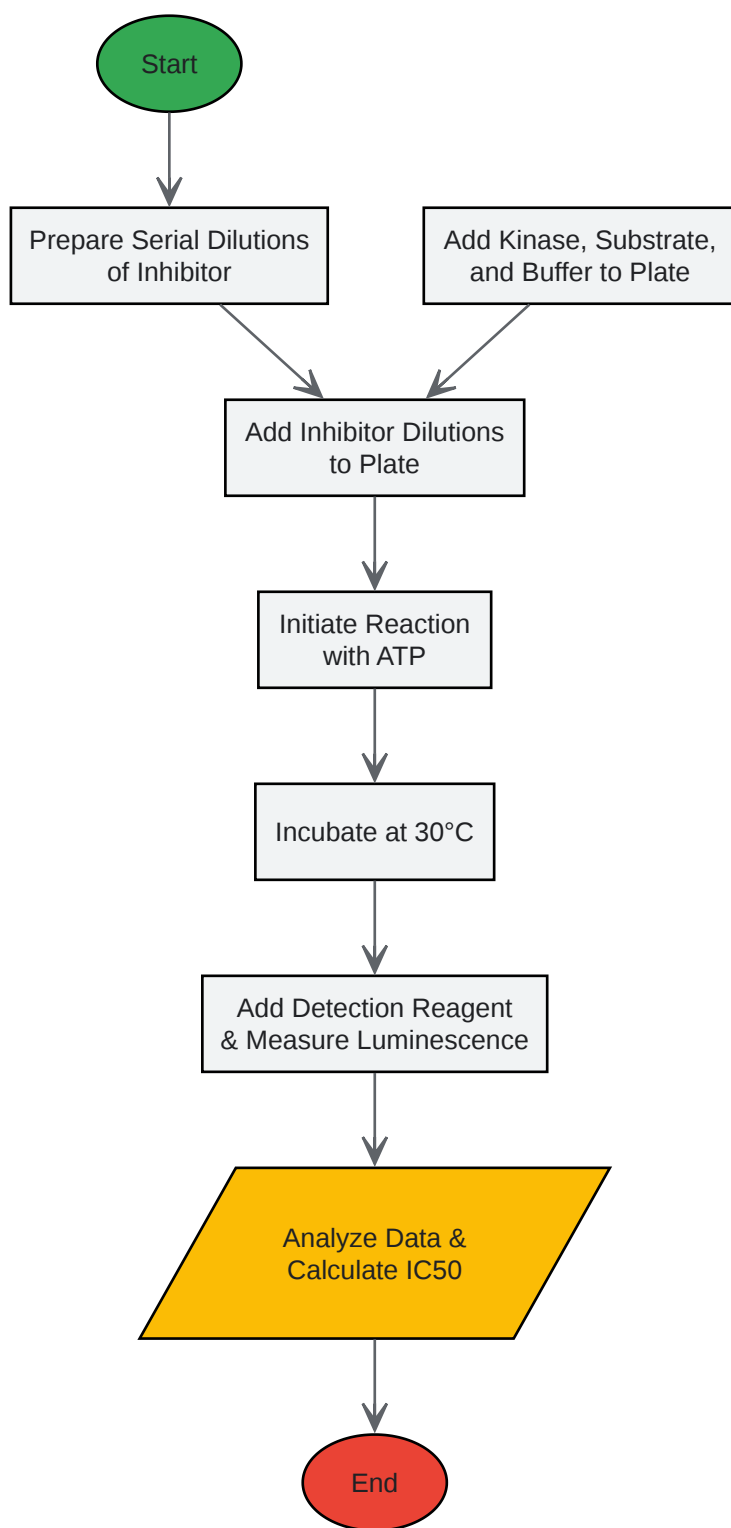 Start
Prepare Serial Dilutions
of Inhibitor
Add Kinase, Substrate,
and Buffer to Plate
Add Inhibitor Dilutions
to Plate
Initiate Reaction
with ATP
Incubate at 30°C
Add Detection Reagent
& Measure Luminescence
Analyze Data &
Calculate IC50
End